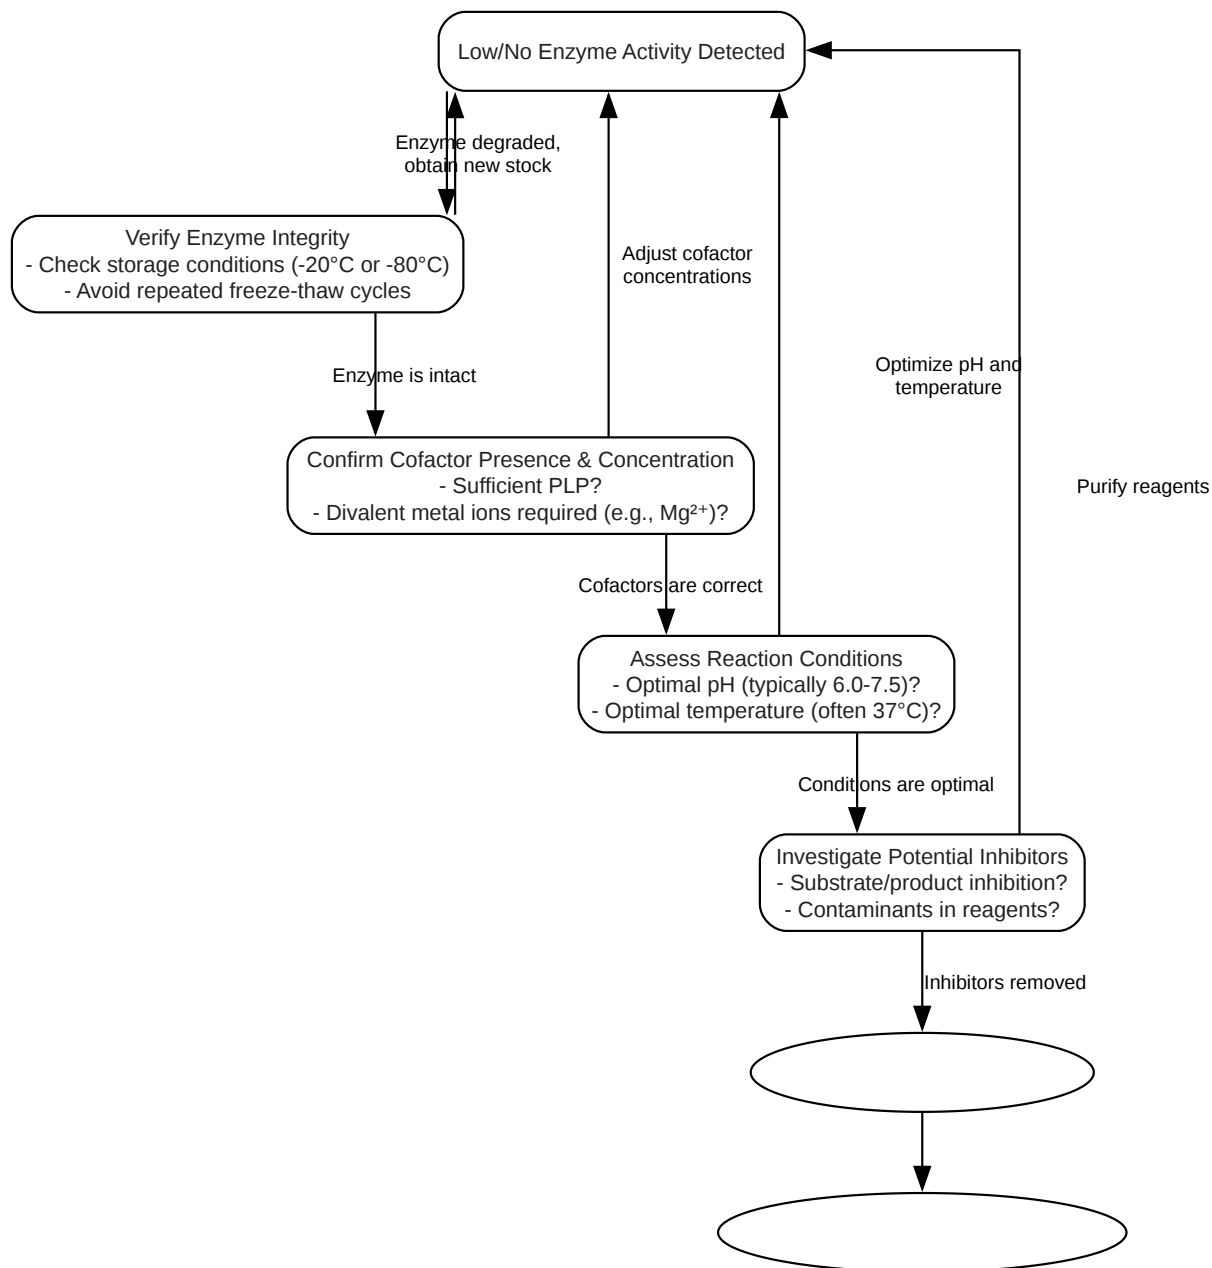 Low/No Enzyme Activity Detected
Enzyme degraded,
obtain new stock
Verify Enzyme Integrity
- Check storage conditions (-20°C or -80°C)
- Avoid repeated freeze-thaw cycles
Adjust cofactor
concentrations
Enzyme is intact
Optimize pH and
temperature
Confirm Cofactor Presence & Concentration
- Sufficient PLP?
- Divalent metal ions required (e.g., Mg²⁺)?
Purify reagents
Cofactors are correct
Assess Reaction Conditions
- Optimal pH (typically 6.0-7.5)?
- Optimal temperature (often 37°C)?
Conditions are optimal
Investigate Potential Inhibitors
- Substrate/product inhibition?
- Contaminants in reagents?
Inhibitors removed